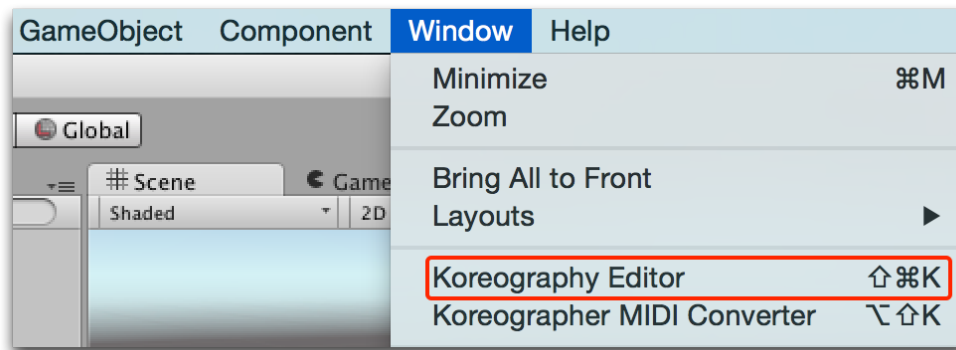 GameObject Component Window Help
Minimize ⌘M
Zoom
Global
Bring All to Front
Scene Game
Layouts
Shaded 2D
Koreography Editor ⇧⌘K
Koreographer MIDI Converter ⌥⇧K